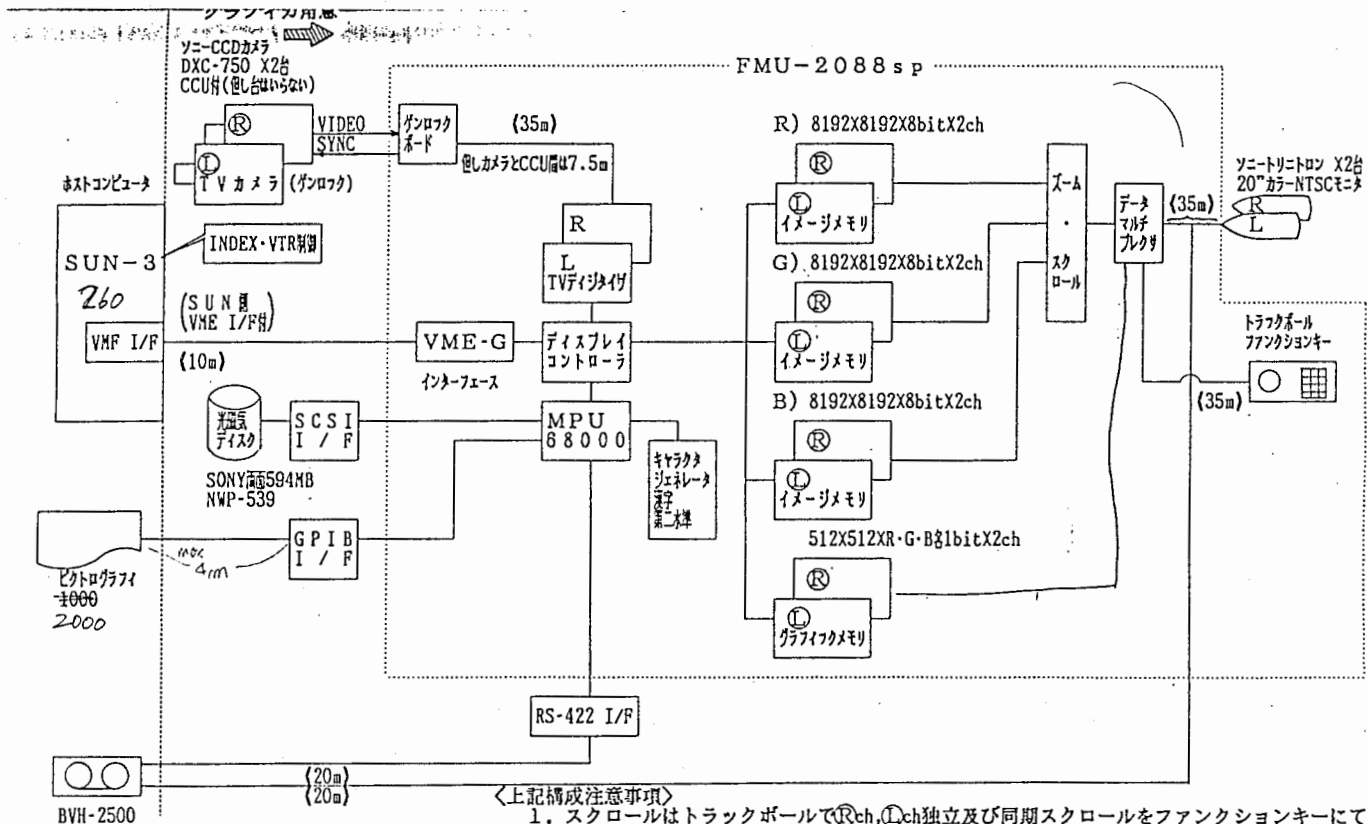 グラフィカ用意
ソニーCCDカメラ
DXC-750 X2台
CCU付(但し台はいらない)
FMU-2088sp
Ⓡ
Ⓛ
TVカメラ
(ゲンロック)
VIDEO
SYNC
ゲンロック
ボード
(35m)
但しカメラとCCU間は7.5m
R
L
TVディジタイザ
ホストコンピュータ
SUN-3
260
INDEX・VTR制御
VMF I/F
(SUN側
VME I/F付)
(10m)
VME-G
インターフェース
ディスプレイ
コントローラ
光磁気
ディスク
SONY両面594MB
NWP-539
SCSI
I/F
MPU
68000
キャラクタ
ジェネレータ
漢字
第二水準
ピクトログラフィ
1000
2000
max
4m
GPIB
I/F
R) 8192X8192X8bitX2ch
Ⓡ
Ⓛ
イメージメモリ
G) 8192X8192X8bitX2ch
Ⓡ
Ⓛ
イメージメモリ
B) 8192X8192X8bitX2ch
Ⓡ
Ⓛ
イメージメモリ
512X512XR・G・B各1bitX2ch
Ⓡ
Ⓛ
グラフィックメモリ
ズーム
・
スク
ロール
データ
マルチ
プレクサ
(35m)
ソニートリニトロン X2台
20"カラーNTSCモニタ
R
L
トラックボール
ファンクションキー
(35m)
RS-422 I/F
BVH-2500
(20m)
(20m)
〈上記構成注意事項〉
1. スクロールはトラックボールでⓇch,Ⓛch独立及び同期スクロールをファンクションキーにて